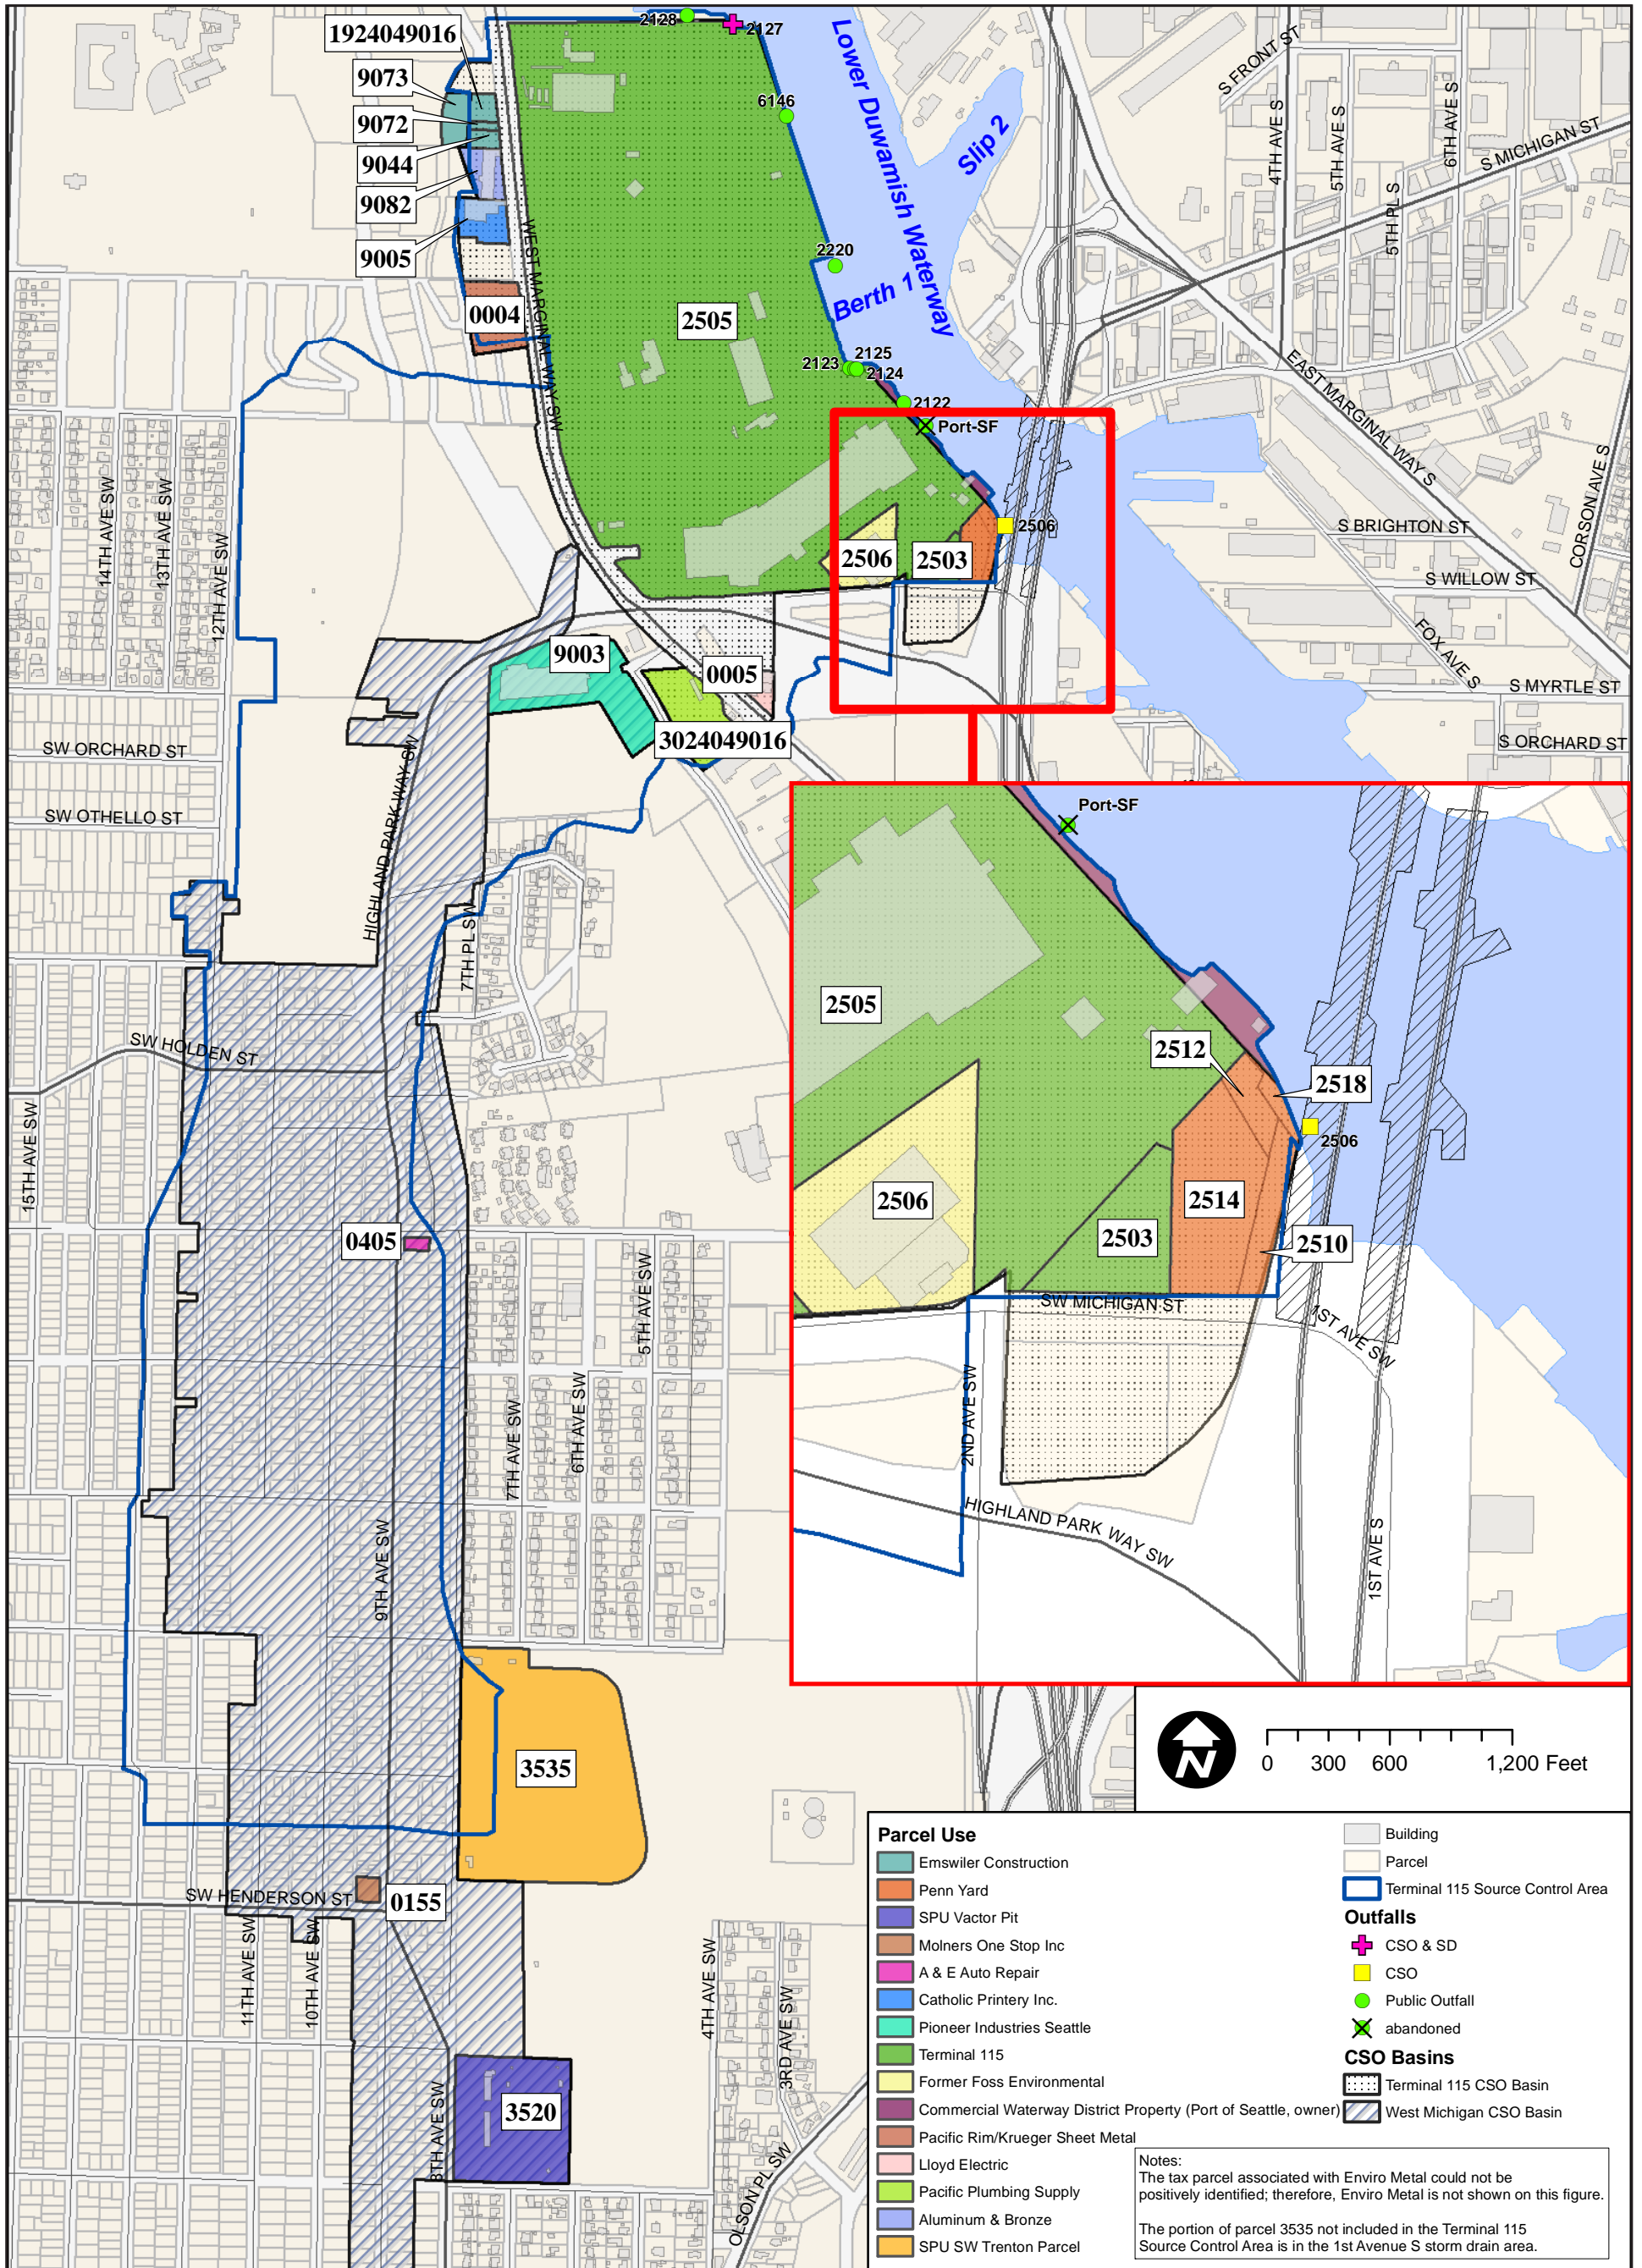 2128
2127
1924049016
9073
9072
9044
9082
9005
0004
6146
2220
2505
2123
2125
2124
2122
Port-SF
2506
2506
2503
9003
0005
3024049016
Lower Duwamish Waterway
Slip 2
Berth 1
S FRONT ST
4TH AVE S
5TH AVE S
6TH AVE S
S MICHIGAN ST
5TH PL S
EAST MARGINAL WAY S
CORSON AVE S
S BRIGHTON ST
S WILLOW ST
FOX AVE S
S MYRTLE ST
S ORCHARD ST
WEST MARGINAL WAY SW
14TH AVE SW
13TH AVE SW
12TH AVE SW
SW ORCHARD ST
SW OTHELLO ST
HIGHLAND PARK WAY SW
7TH PL SW
SW HOLDEN ST
15TH AVE SW
0405
5TH AVE SW
6TH AVE SW
7TH AVE SW
9TH AVE SW
3535
SW HENDERSON ST
0155
11TH AVE SW
10TH AVE SW
8TH AVE SW
3520
4TH AVE SW
3RD AVE SW
OLSON PL SW
Port-SF
2505
2512
2518
2506
2506
2514
2503
2510
SW MICHIGAN ST
1ST AVE SW
2ND AVE SW
HIGHLAND PARK WAY SW
1ST AVE S
N
0 300 600 1,200 Feet
Parcel Use
Emswiler Construction
Penn Yard
SPU Vactor Pit
Molners One Stop Inc
A & E Auto Repair
Catholic Printery Inc.
Pioneer Industries Seattle
Terminal 115
Former Foss Environmental
Commercial Waterway District Property (Port of Seattle, owner)
Pacific Rim/Krueger Sheet Metal
Lloyd Electric
Pacific Plumbing Supply
Aluminum & Bronze
SPU SW Trenton Parcel
Building
Parcel
Terminal 115 Source Control Area
Outfalls
CSO & SD
CSO
Public Outfall
abandoned
CSO Basins
Terminal 115 CSO Basin
West Michigan CSO Basin
Notes:
The tax parcel associated with Enviro Metal could not be
positively identified; therefore, Enviro Metal is not shown on this figure.
The portion of parcel 3535 not included in the Terminal 115
Source Control Area is in the 1st Avenue S storm drain area.